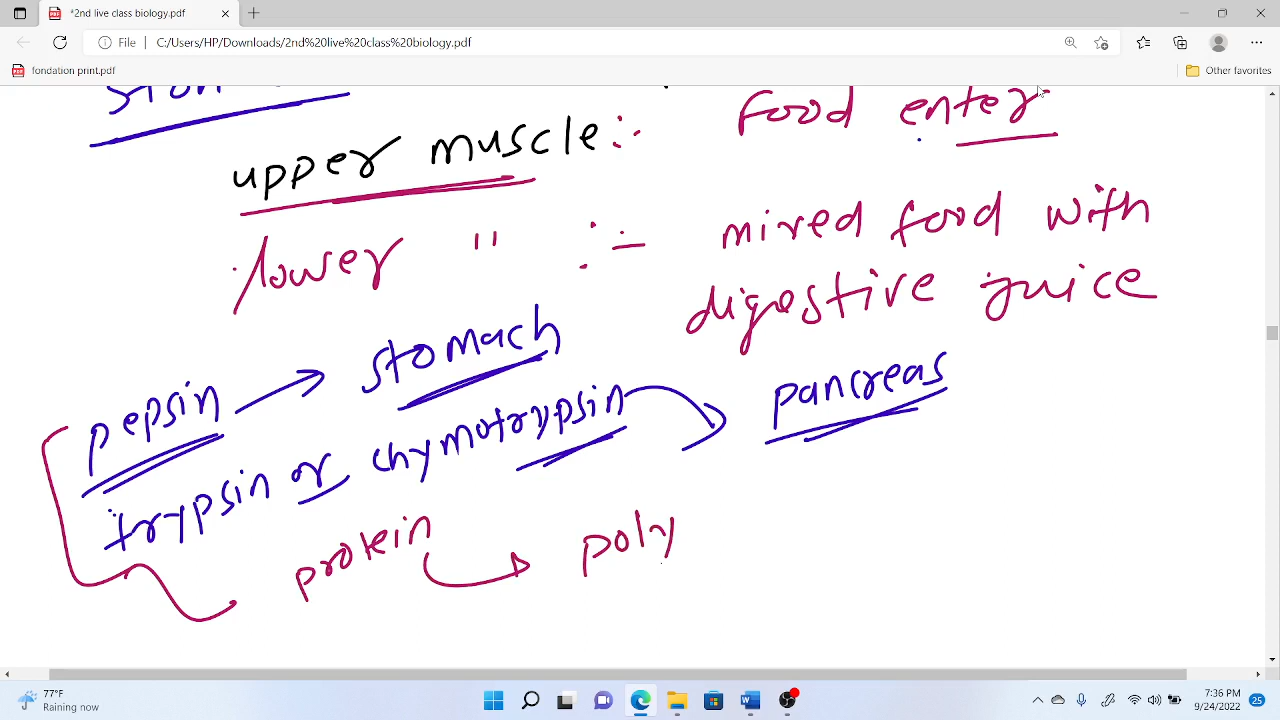 *2nd live class biology.pdf
File C:/Users/HP/Downloads/2nd%20live%20class%20biology.pdf
fondation print.pdf Other favorites
upper muscle :- food enter
lower " :- mixed food with
digestive juice
pepsin → stomach
trypsin or chymotrypsin → pancreas
protein → poly
77°F
Raining now
7:36 PM
9/24/2022
25